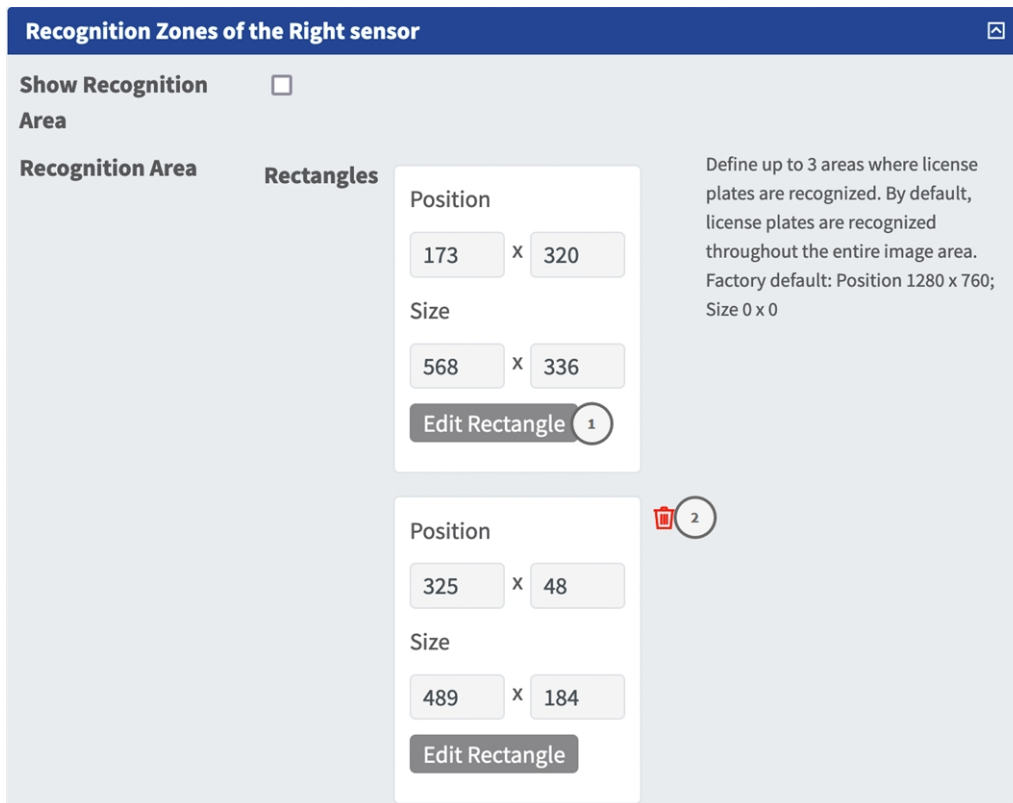 Recognition Zones of the Right sensor
Show Recognition
Area
Recognition Area
Rectangles
Position
173 x 320
Size
568 x 336
Edit Rectangle 1
Define up to 3 areas where license
plates are recognized. By default,
license plates are recognized
throughout the entire image area.
Factory default: Position 1280 x 760;
Size 0 x 0
2
Position
325 x 48
Size
489 x 184
Edit Rectangle